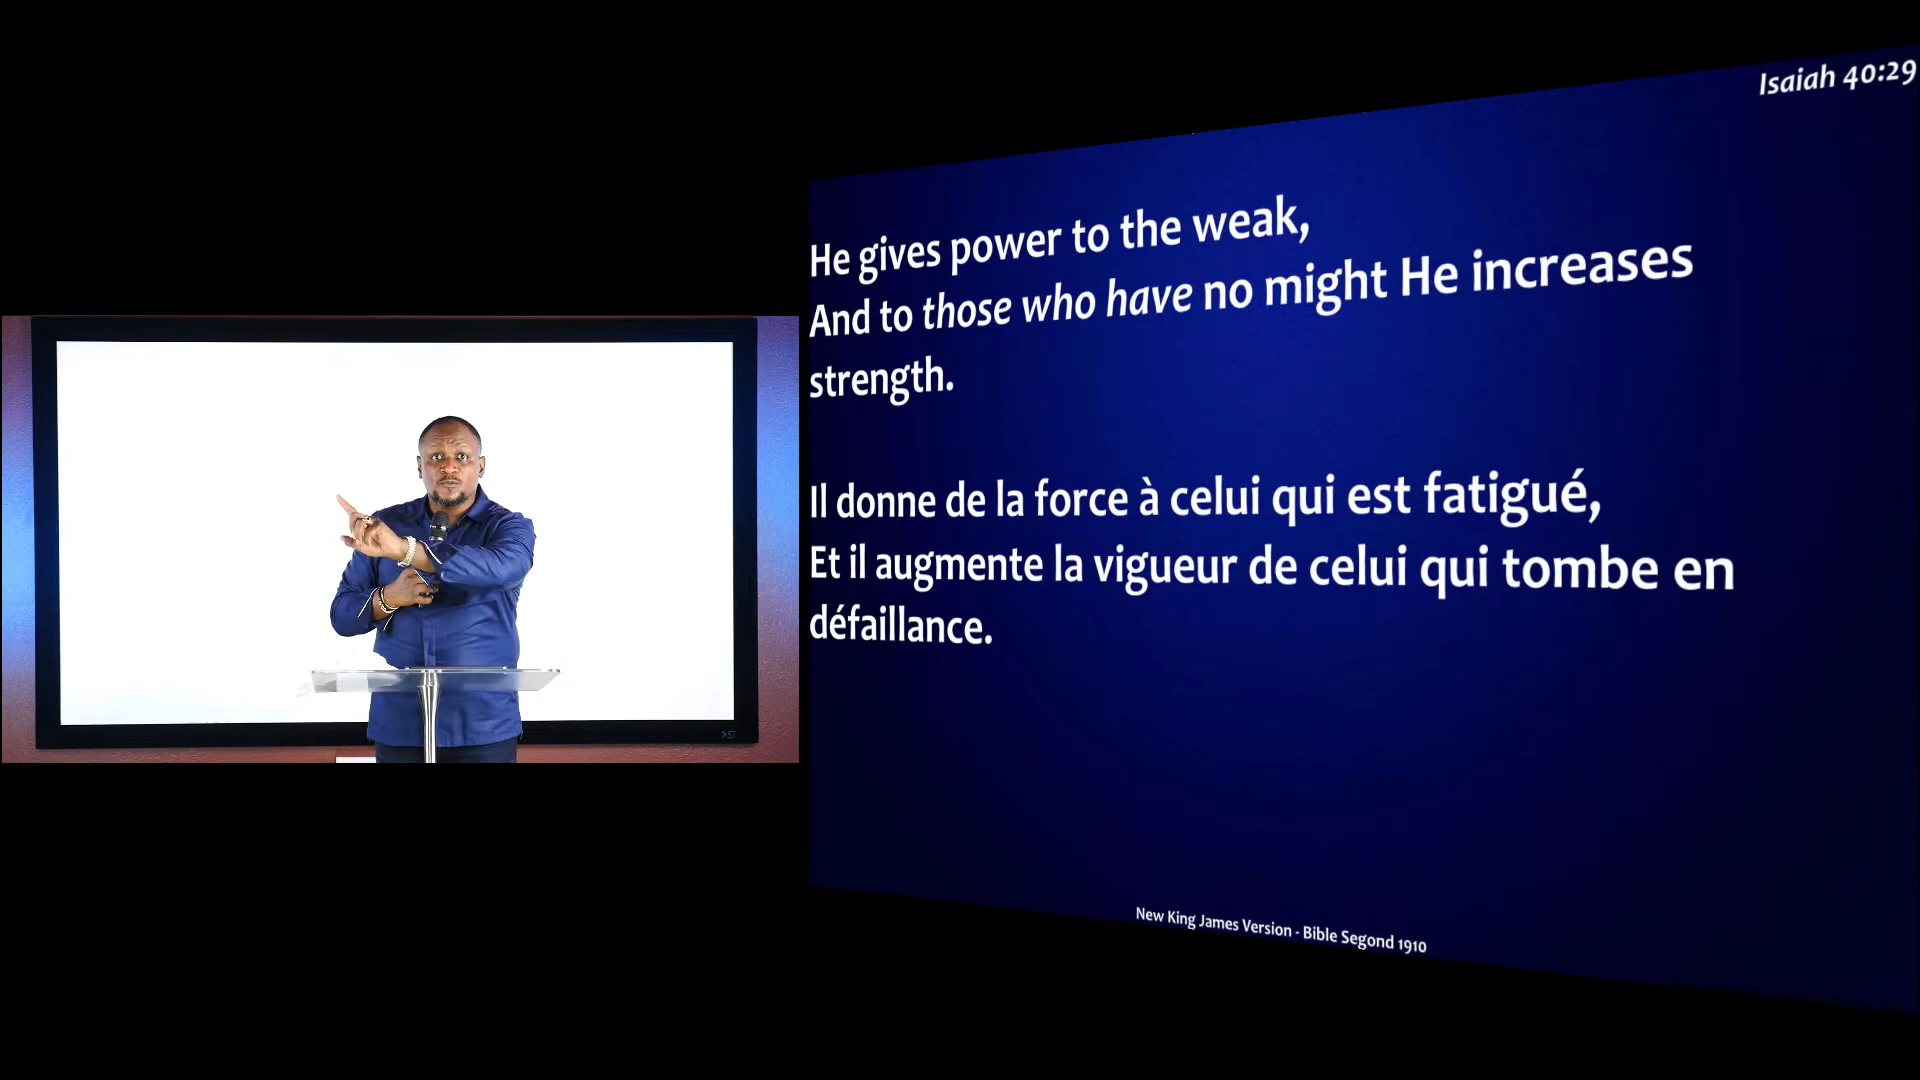 Isaiah 40:29
He gives power to the weak,
And to those who have no might He increases
strength.
Il donne de la force à celui qui est fatigué,
Et il augmente la vigueur de celui qui tombe en
défaillance.
New King James Version - Bible Segond 1910